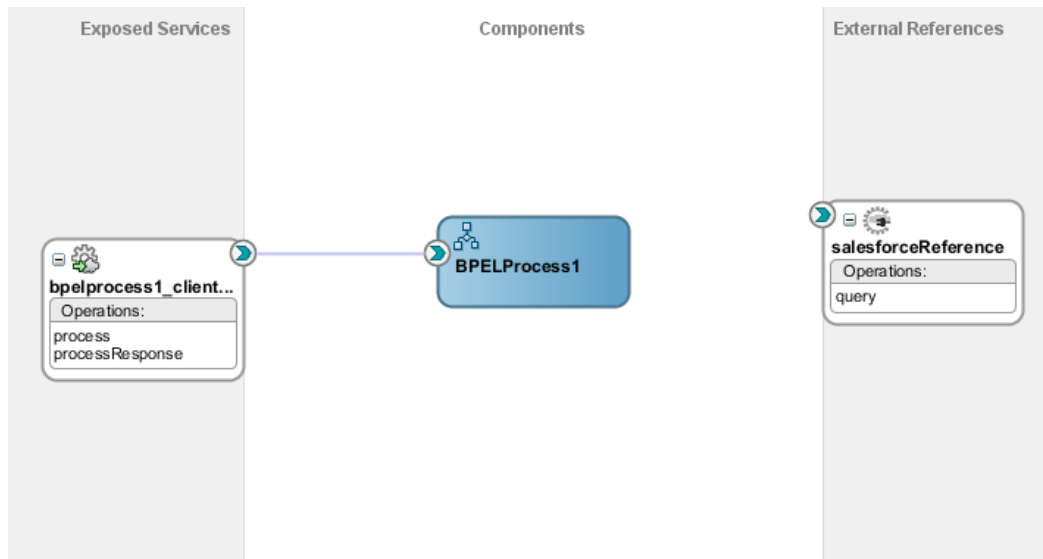 Exposed Services
Components
External References
bpelprocess1_client...
Operations:
process
processResponse
BPELProcess1
salesforceReference
Operations:
query